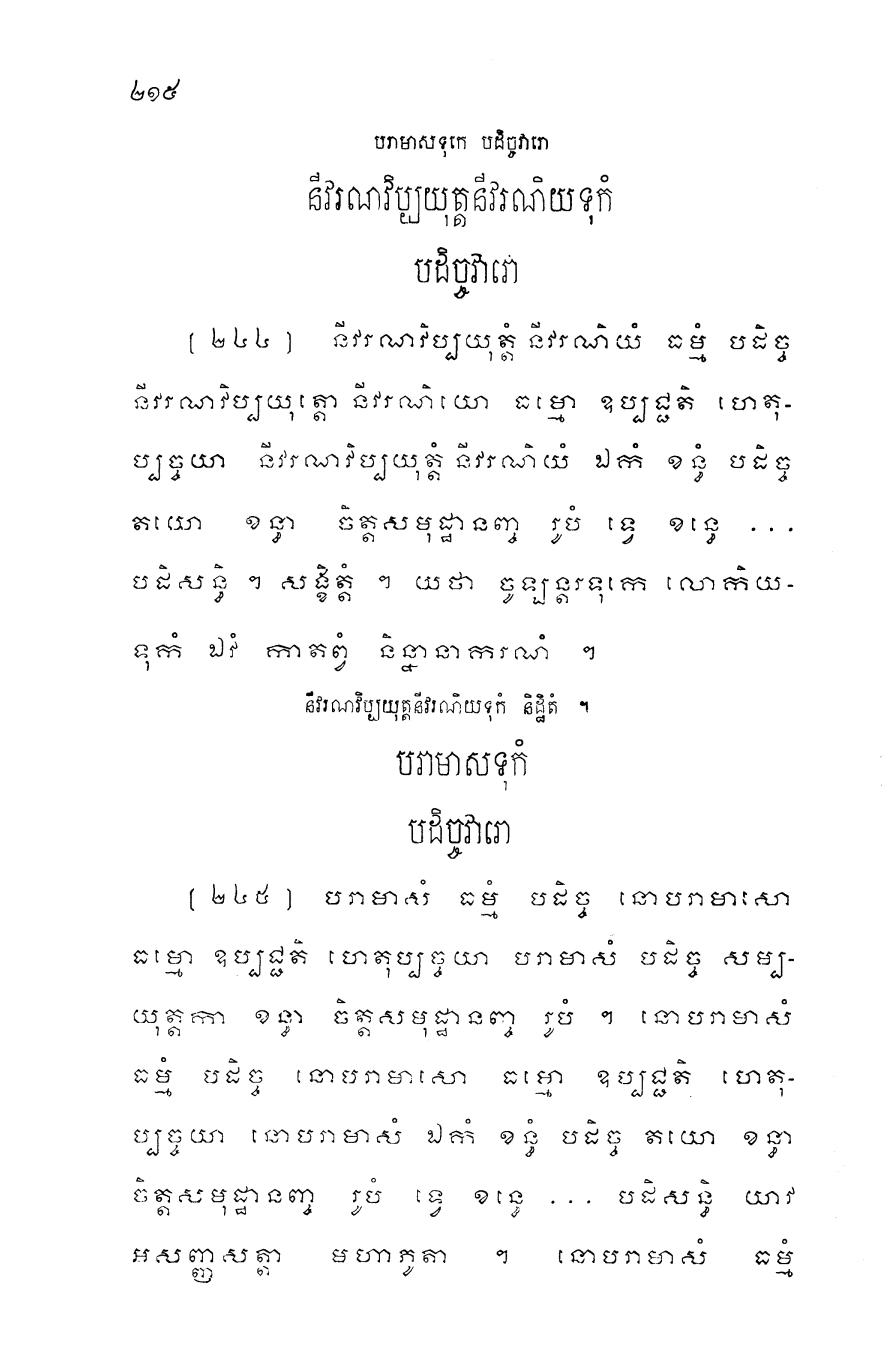 ២១៥
បរាមាសទុកេ បដិច្ចវារោ
នីវរណវិប្បយុត្តនីវរណិយទុកំ
បដិច្ចវារោ
[ ២៤៤ ] នីវរណវិប្បយុត្តំ នីវរណិយំ ធម្មំ បដិច្ច
នីវរណវិប្បយុត្តោ នីវរណិយោ ធម្មោ ឧប្បជ្ជតិ ហេតុ-
ប្បច្ចយា នីវរណវិប្បយុត្តំ នីវរណិយំ ឯកំ ខន្ធំ បដិច្ច
តយោ ខន្ធា ចិត្តសមុដ្ឋានញ្ច រូបំ ទ្វេ ខន្ធេ ...
បដិសន្ធិ ។ សង្ខិត្តំ ។ យថា ចូឡន្តរទុកេ លោកិយ-
ទុកំ ឯវំ កាតព្វំ និន្នានាករណំ ។
នីវរណវិប្បយុត្តនីវរណិយទុកំ និដ្ឋិតំ ។
បរាមាសទុកំ
បដិច្ចវារោ
[ ២៤៥ ] បរាមាសំ ធម្មំ បដិច្ច នោបរាមាសោ
ធម្មោ ឧប្បជ្ជតិ ហេតុប្បច្ចយា បរាមាសំ បដិច្ច សម្ប-
យុត្តកា ខន្ធា ចិត្តសមុដ្ឋានញ្ច រូបំ ។ នោបរាមាសំ
ធម្មំ បដិច្ច នោបរាមាសោ ធម្មោ ឧប្បជ្ជតិ ហេតុ-
ប្បច្ចយា នោបរាមាសំ ឯកំ ខន្ធំ បដិច្ច តយោ ខន្ធា
ចិត្តសមុដ្ឋានញ្ច រូបំ ទ្វេ ខន្ធេ ... បដិសន្ធិ យាវ
អសញ្ញសត្តា មហាភូតា ។ នោបរាមាសំ ធម្មំ